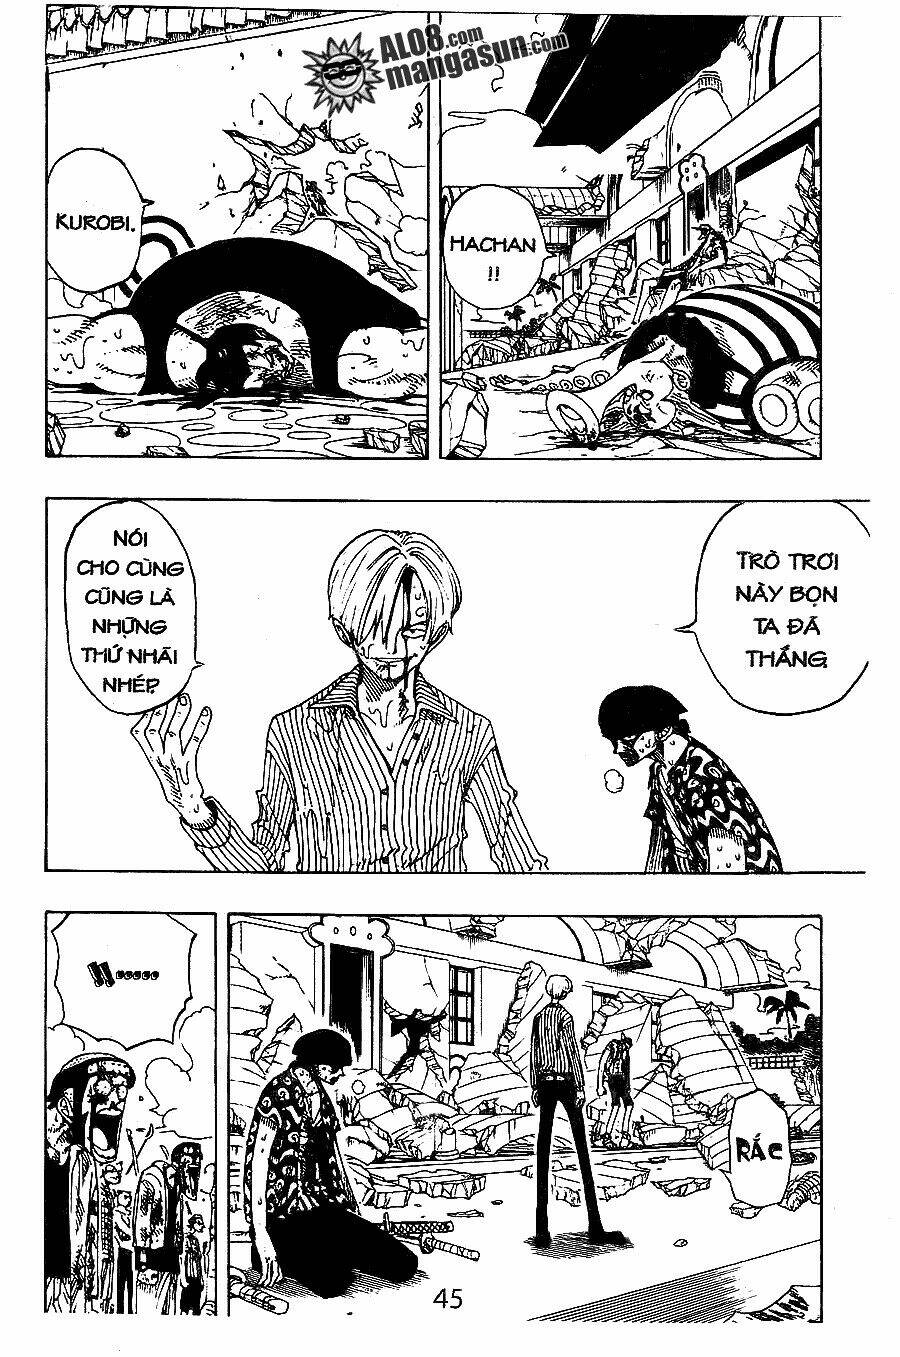 AL08.com
mangasun.com
KUROBI.
HACHAN
!!
NÓI
CHO CÙNG
CŨNG LÀ
NHỮNG
THỨ NHÃI
NHÉP
TRÒ TRƠI
NÀY BỌN
TA ĐÃ
THẮNG
!!......
RẮC
45